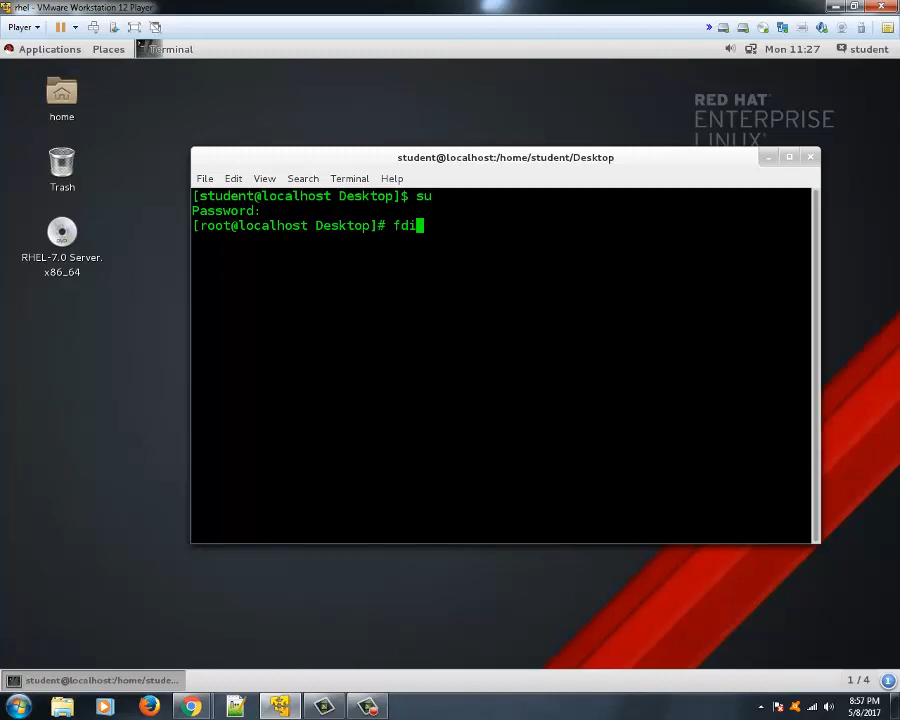 rhel - VMware Workstation 12 Player
Player
Applications Places Terminal Mon 11:27 student
home
Trash
RHEL-7.0 Server.
x86_64
RED HAT
ENTERPRISE
LINUX
student@localhost:/home/student/Desktop
File Edit View Search Terminal Help
[student@localhost Desktop]$ su
Password:
[root@localhost Desktop]# fdi
student@localhost:/home/stude...
1 / 4
8:57 PM
5/8/2017